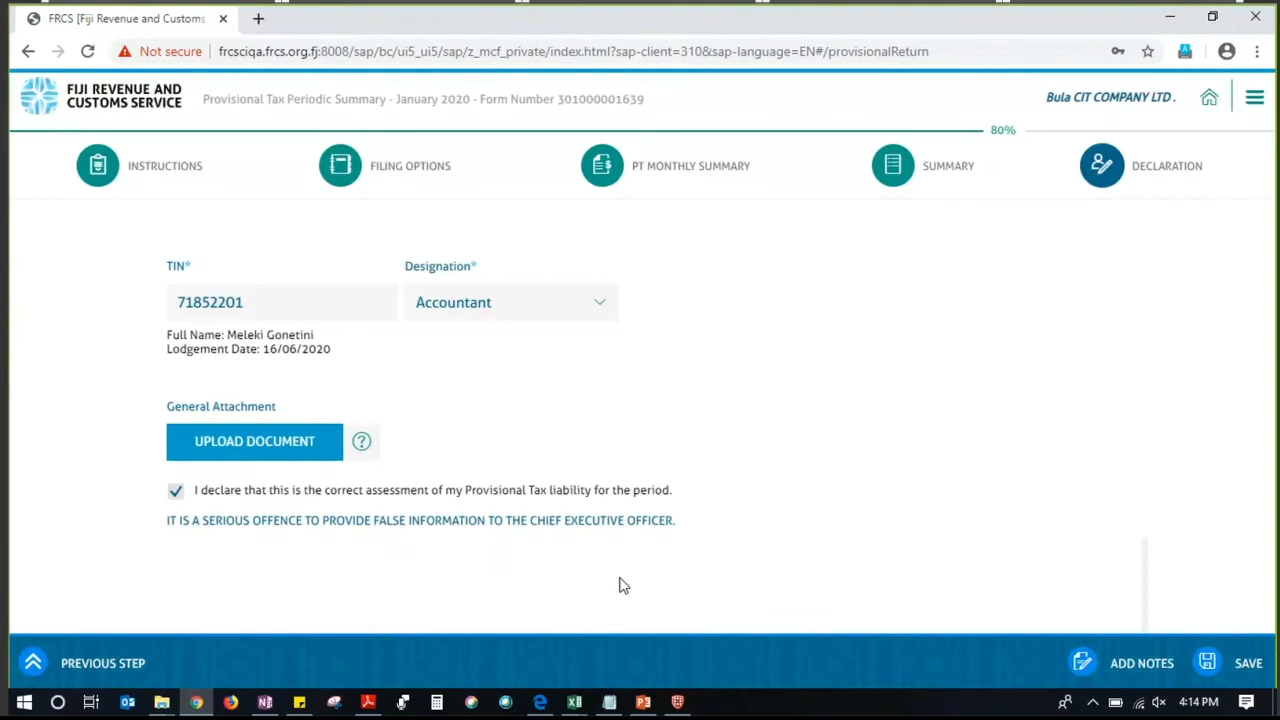 FRCS [Fiji Revenue and Customs
Not secure
frcsciqa.frcs.org.fj:8008/sap/bc/ui5_ui5/sap/z_mcf_private/index.html?sap-client=310&sap-language=EN#/provisionalReturn
FIJI REVENUE AND
CUSTOMS SERVICE
Provisional Tax Periodic Summary - January 2020 - Form Number 301000001639
Bula CIT COMPANY LTD .
80%
INSTRUCTIONS
FILING OPTIONS
PT MONTHLY SUMMARY
SUMMARY
DECLARATION
TIN*
Designation*
71852201
Accountant
Full Name: Meleki Gonetini
Lodgement Date: 16/06/2020
General Attachment
UPLOAD DOCUMENT
?
I declare that this is the correct assessment of my Provisional Tax liability for the period.
IT IS A SERIOUS OFFENCE TO PROVIDE FALSE INFORMATION TO THE CHIEF EXECUTIVE OFFICER.
PREVIOUS STEP
ADD NOTES
SAVE
4:14 PM